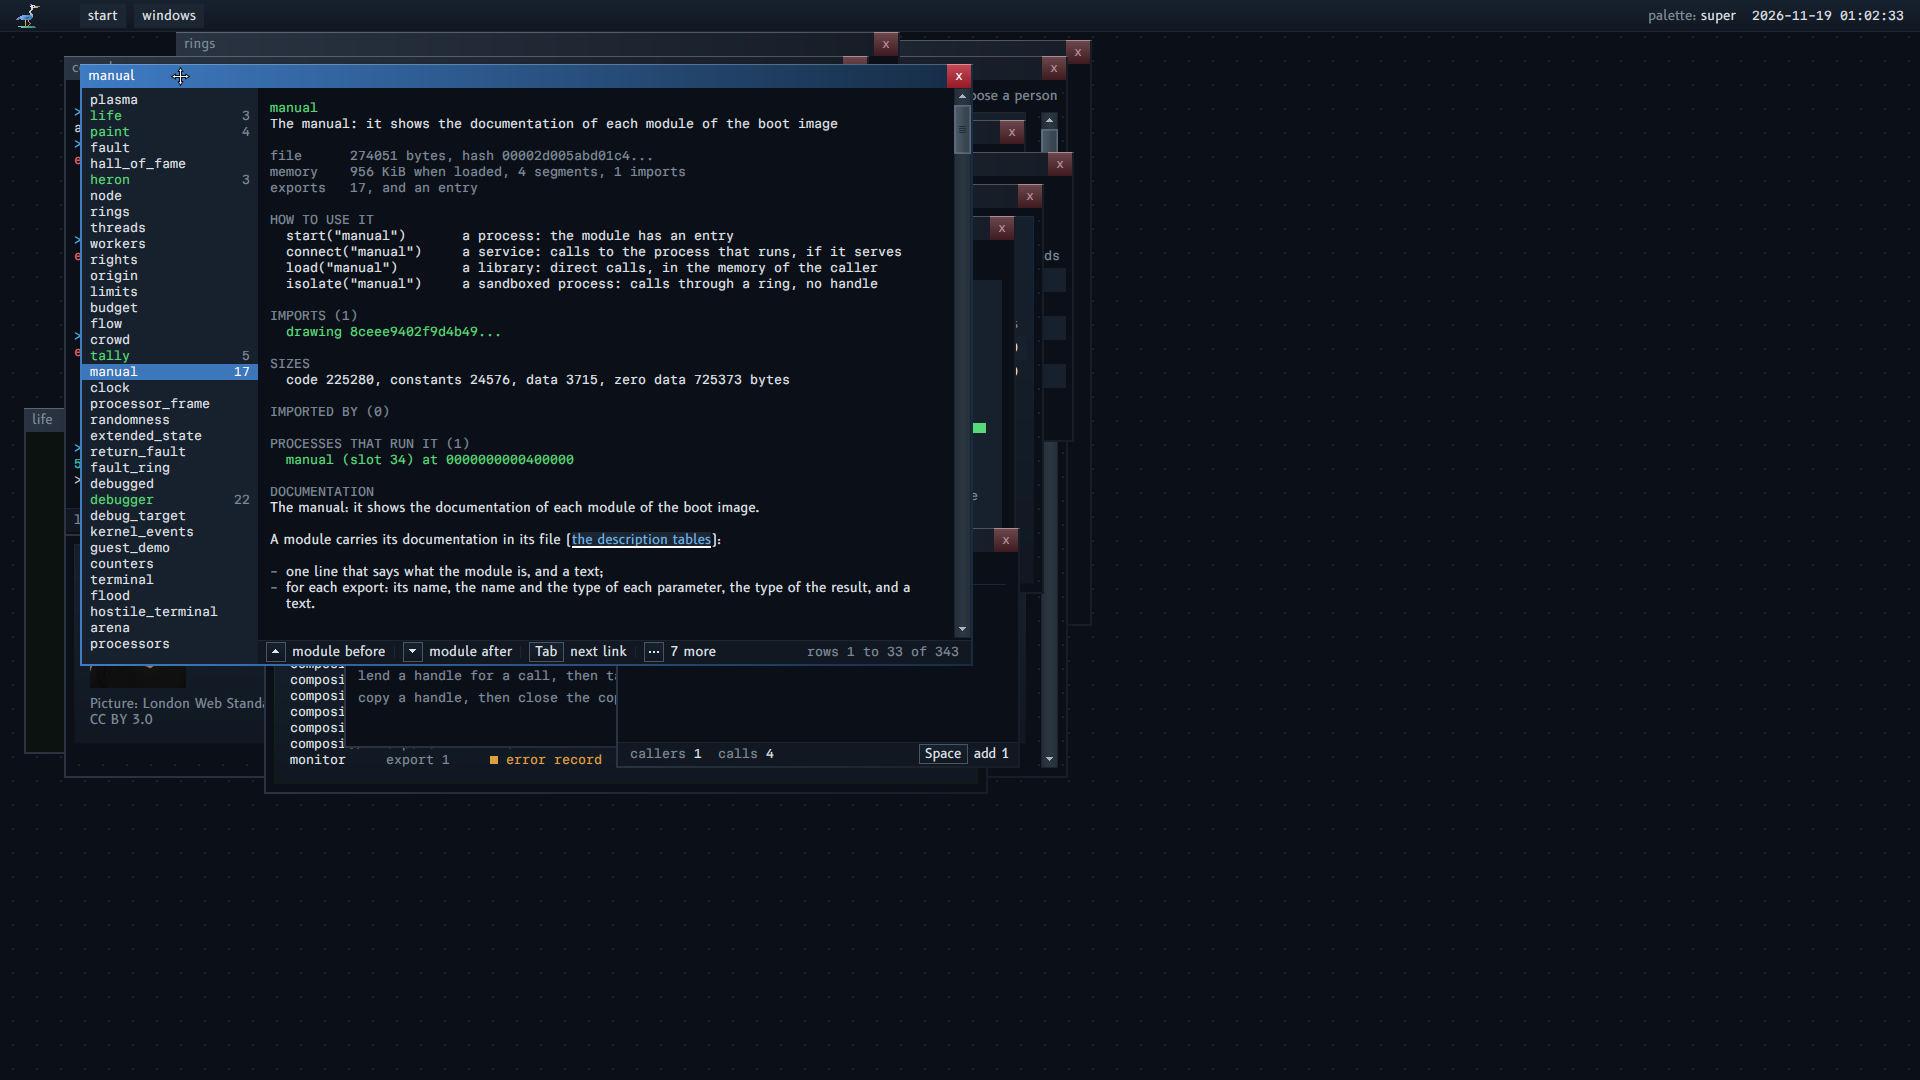 start windows palette: super 2026-11-19 01:02:33
rings x
x
x
x
manual x
pose a person
plasma
life 3
paint 4
fault
hall_of_fame
heron 3
node
rings
threads
workers
rights
origin
limits
budget
flow
crowd
tally 5
manual 17
clock
processor_frame
randomness
extended_state
return_fault
fault_ring
debugged
debugger 22
debug_target
kernel_events
guest_demo
counters
terminal
flood
hostile_terminal
arena
processors
manual
The manual: it shows the documentation of each module of the boot image
file 274051 bytes, hash 00002d005abd01c4...
memory 956 KiB when loaded, 4 segments, 1 imports
exports 17, and an entry
HOW TO USE IT
start("manual") a process: the module has an entry
connect("manual") a service: calls to the process that runs, if it serves
load("manual") a library: direct calls, in the memory of the caller
isolate("manual") a sandboxed process: calls through a ring, no handle
IMPORTS (1)
drawing 8ceee9402f9d4b49...
SIZES
code 225280, constants 24576, data 3715, zero data 725373 bytes
IMPORTED BY (0)
PROCESSES THAT RUN IT (1)
manual (slot 34) at 0000000000400000
DOCUMENTATION
The manual: it shows the documentation of each module of the boot image.
A module carries its documentation in its file [the description tables]:
- one line that says what the module is, and a text;
- for each export: its name, the name and the type of each parameter, the type of the result, and a
text.
module before module after Tab next link ... 7 more rows 1 to 33 of 343
x
x
x
x
ds
x
life
Picture: London Web Standa
CC BY 3.0
composi
composi
composi
composi
composi
monitor export 1 error record
lend a handle for a call, then t
copy a handle, then close the co
callers 1 calls 4 Space add 1